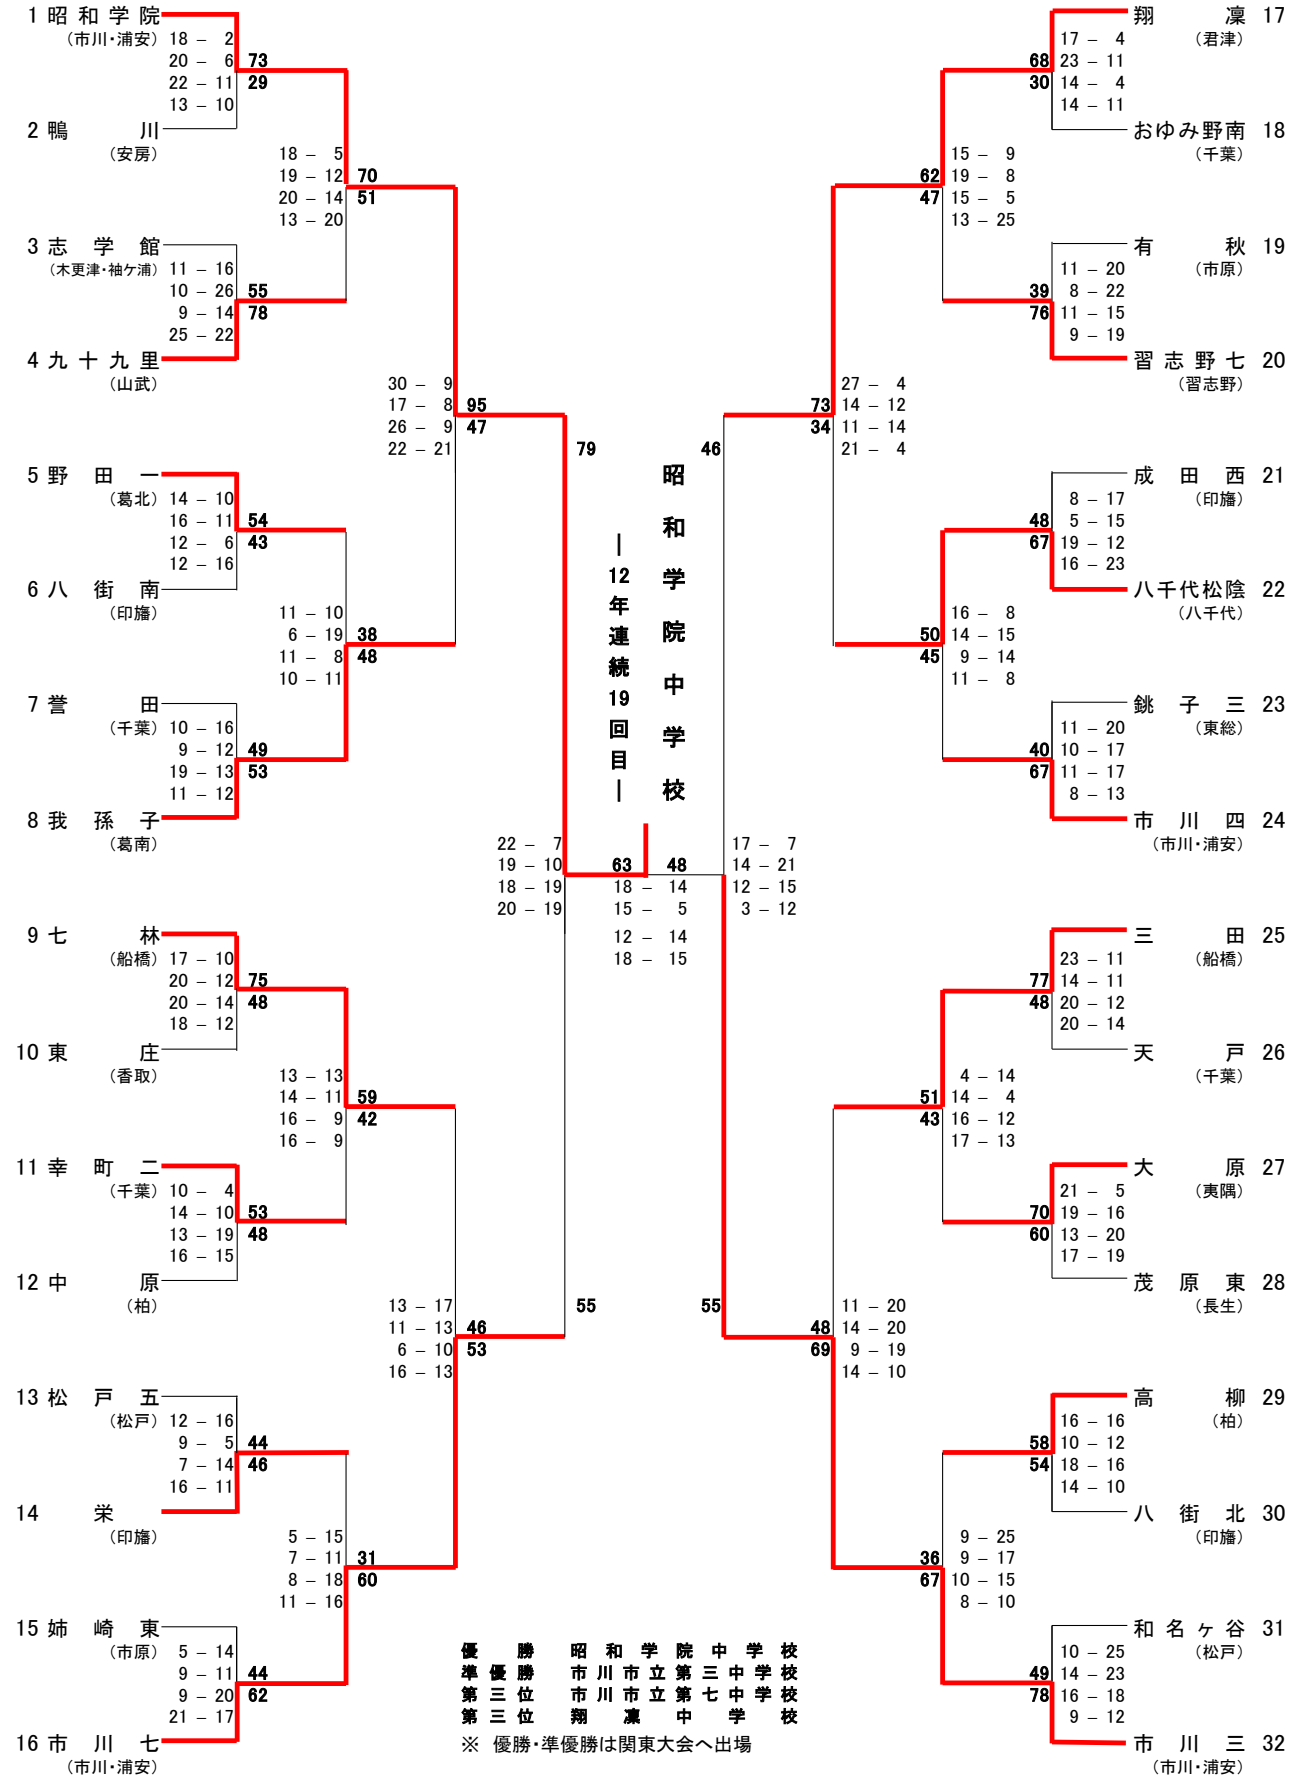 1 昭和学院
(市川・浦安)
18 － 2
20 － 6
22 － 11
13 － 10
73
29
2 鴨川
(安房)
18 － 5
19 － 12
20 － 14
13 － 20
70
51
3 志学館
(木更津・袖ケ浦)
11 － 16
10 － 26
9 － 14
25 － 22
55
78
4 九十九里
(山武)
30 － 9
17 － 8
26 － 9
22 － 21
95
47
5 野田一
(葛北)
14 － 10
16 － 11
12 － 6
12 － 16
54
43
6 八街南
(印旛)
11 － 10
6 － 19
11 － 8
10 － 11
38
48
7 誉田
(千葉)
10 － 16
9 － 12
19 － 13
11 － 12
49
53
8 我孫子
(葛南)
22 － 7
19 － 10
18 － 19
20 － 19
79
55
9 七林
(船橋)
17 － 10
20 － 12
20 － 14
18 － 12
75
48
10 東庄
(香取)
13 － 13
14 － 11
16 － 9
16 － 9
59
42
11 幸町二
(千葉)
10 － 4
14 － 10
13 － 19
16 － 15
53
48
12 中原
(柏)
13 － 17
11 － 13
6 － 10
16 － 13
46
53
13 松戸五
(松戸)
12 － 16
9 － 5
7 － 14
16 － 11
44
46
14 栄
(印旛)
5 － 15
7 － 11
8 － 18
11 － 16
31
60
15 姉崎東
(市原)
5 － 14
9 － 11
9 － 20
21 － 17
44
62
16 市川七
(市川・浦安)
昭和学院中学校
―12年連続19回目―
63 48
18 － 14
15 － 5
12 － 14
18 － 15
翔凜 17
(君津)
68
30
17 － 4
23 － 11
14 － 4
14 － 11
おゆみ野南 18
(千葉)
62
47
15 － 9
19 － 8
15 － 5
13 － 25
有秋 19
(市原)
39
76
11 － 20
8 － 22
11 － 15
9 － 19
習志野七 20
(習志野)
73
34
27 － 4
14 － 12
11 － 14
21 － 4
成田西 21
(印旛)
48
67
8 － 17
5 － 15
19 － 12
16 － 23
八千代松陰 22
(八千代)
50
45
16 － 8
14 － 15
9 － 14
11 － 8
銚子三 23
(東総)
40
67
11 － 20
10 － 17
11 － 17
8 － 13
市川四 24
(市川・浦安)
46
55
17 － 7
14 － 21
12 － 15
3 － 12
三田 25
(船橋)
77
48
23 － 11
14 － 11
20 － 12
20 － 14
天戸 26
(千葉)
51
43
4 － 14
14 － 4
16 － 12
17 － 13
大原 27
(夷隅)
70
60
21 － 5
19 － 16
13 － 20
17 － 19
茂原東 28
(長生)
48
69
11 － 20
14 － 20
9 － 19
14 － 10
高柳 29
(柏)
58
54
16 － 16
10 － 12
18 － 16
14 － 10
八街北 30
(印旛)
36
67
9 － 25
9 － 17
10 － 15
8 － 10
和名ヶ谷 31
(松戸)
49
78
10 － 25
14 － 23
16 － 18
9 － 12
市川三 32
(市川・浦安)
優勝 昭和学院中学校
準優勝 市川市立第三中学校
第三位 市川市立第七中学校
第三位 翔凜中学校
※ 優勝・準優勝は関東大会へ出場